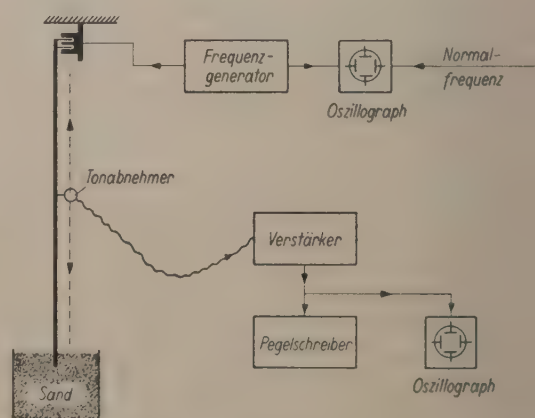 Frequenz-
generator
Normal-
frequenz
Oszillograph
Tonabnehmer
Verstärker
Pegelschreiber
Oszillograph
Sand